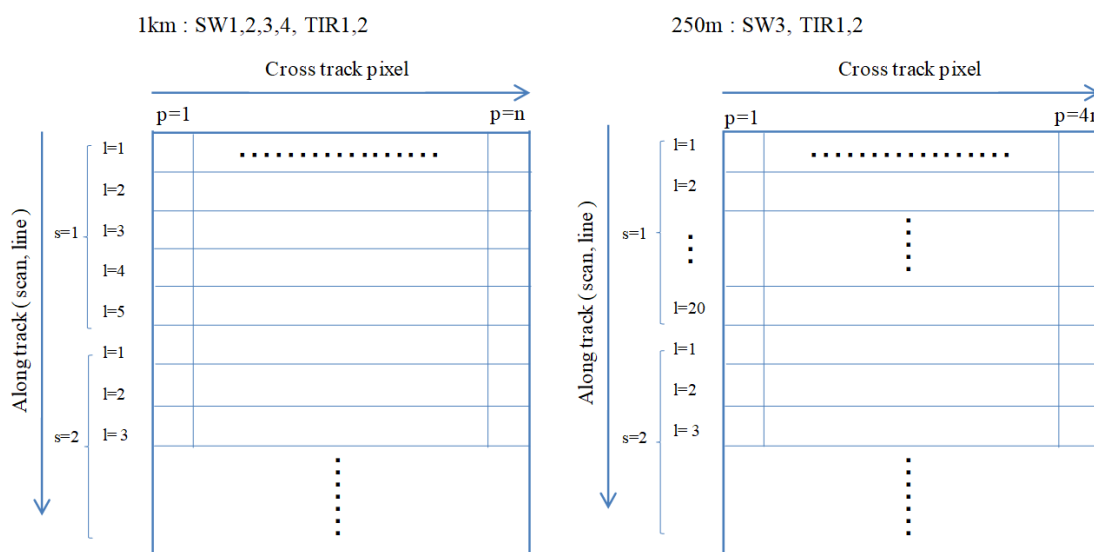 1km : SW1,2,3,4, TIR1,2
Cross track pixel
p=1
p=n
Along track ( scan, line )
s=1
l=1
l=2
l=3
l=4
l=5
s=2
l=1
l=2
l=3
250m : SW3, TIR1,2
Cross track pixel
p=1
p=4n
Along track ( scan, line )
s=1
l=1
l=2
l=20
s=2
l=1
l=2
l= 3